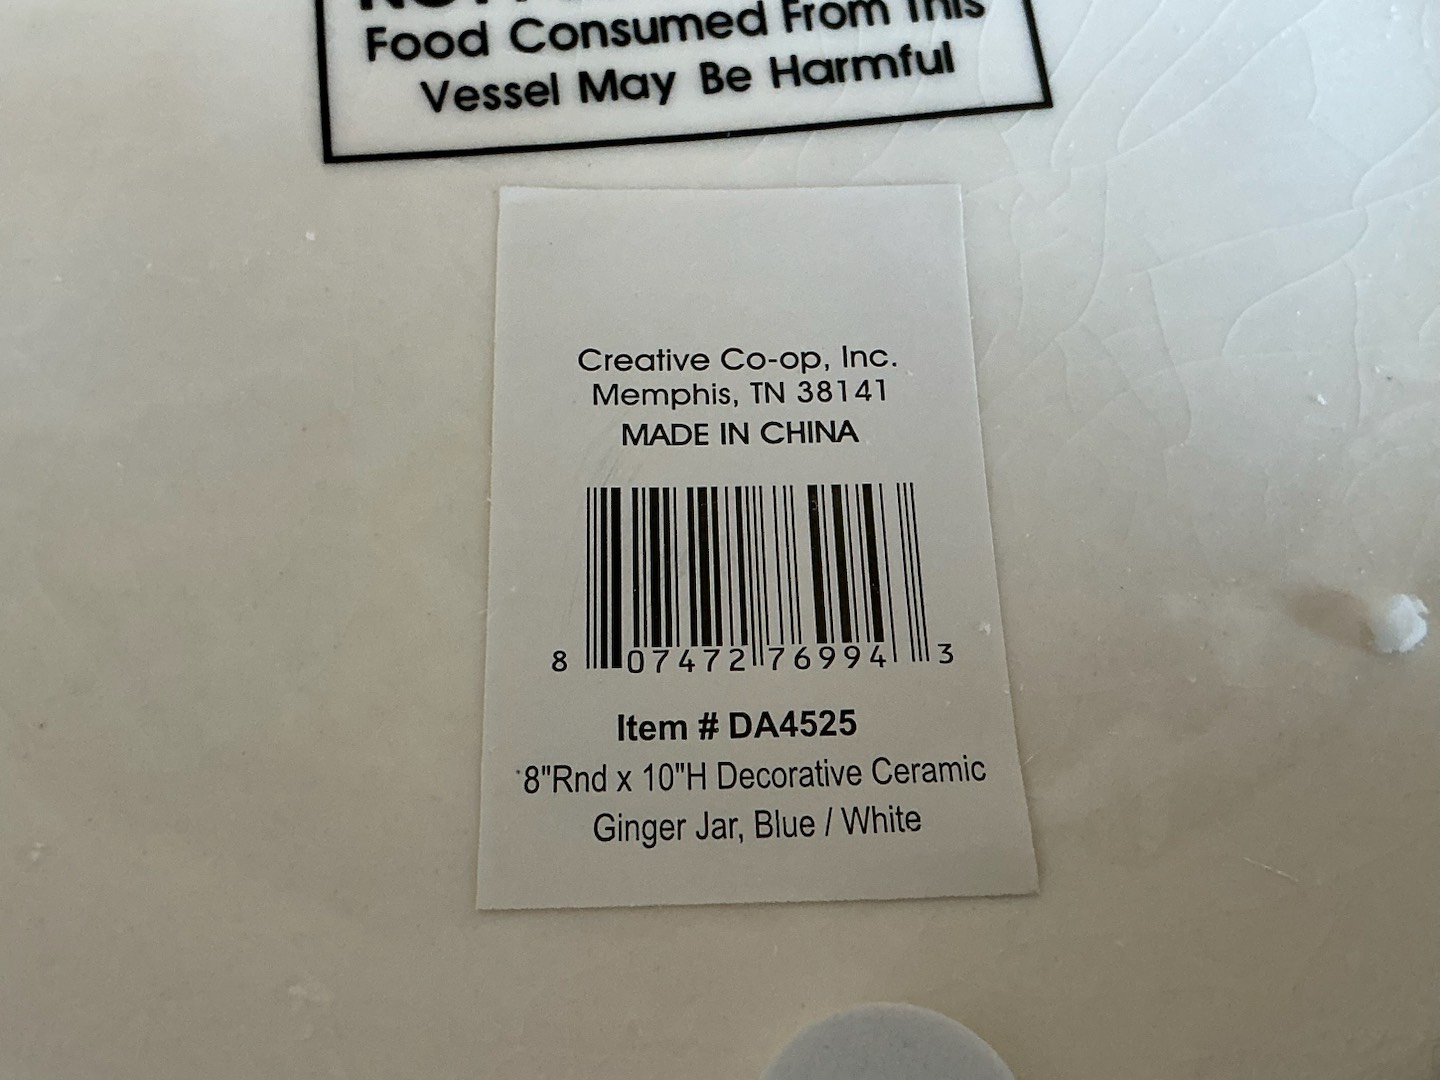 Food Consumed From This
Vessel May Be Harmful
Creative Co-op, Inc.
Memphis, TN 38141
MADE IN CHINA
8 07472 76994 3
Item # DA4525
8"Rnd x 10"H Decorative Ceramic
Ginger Jar, Blue / White